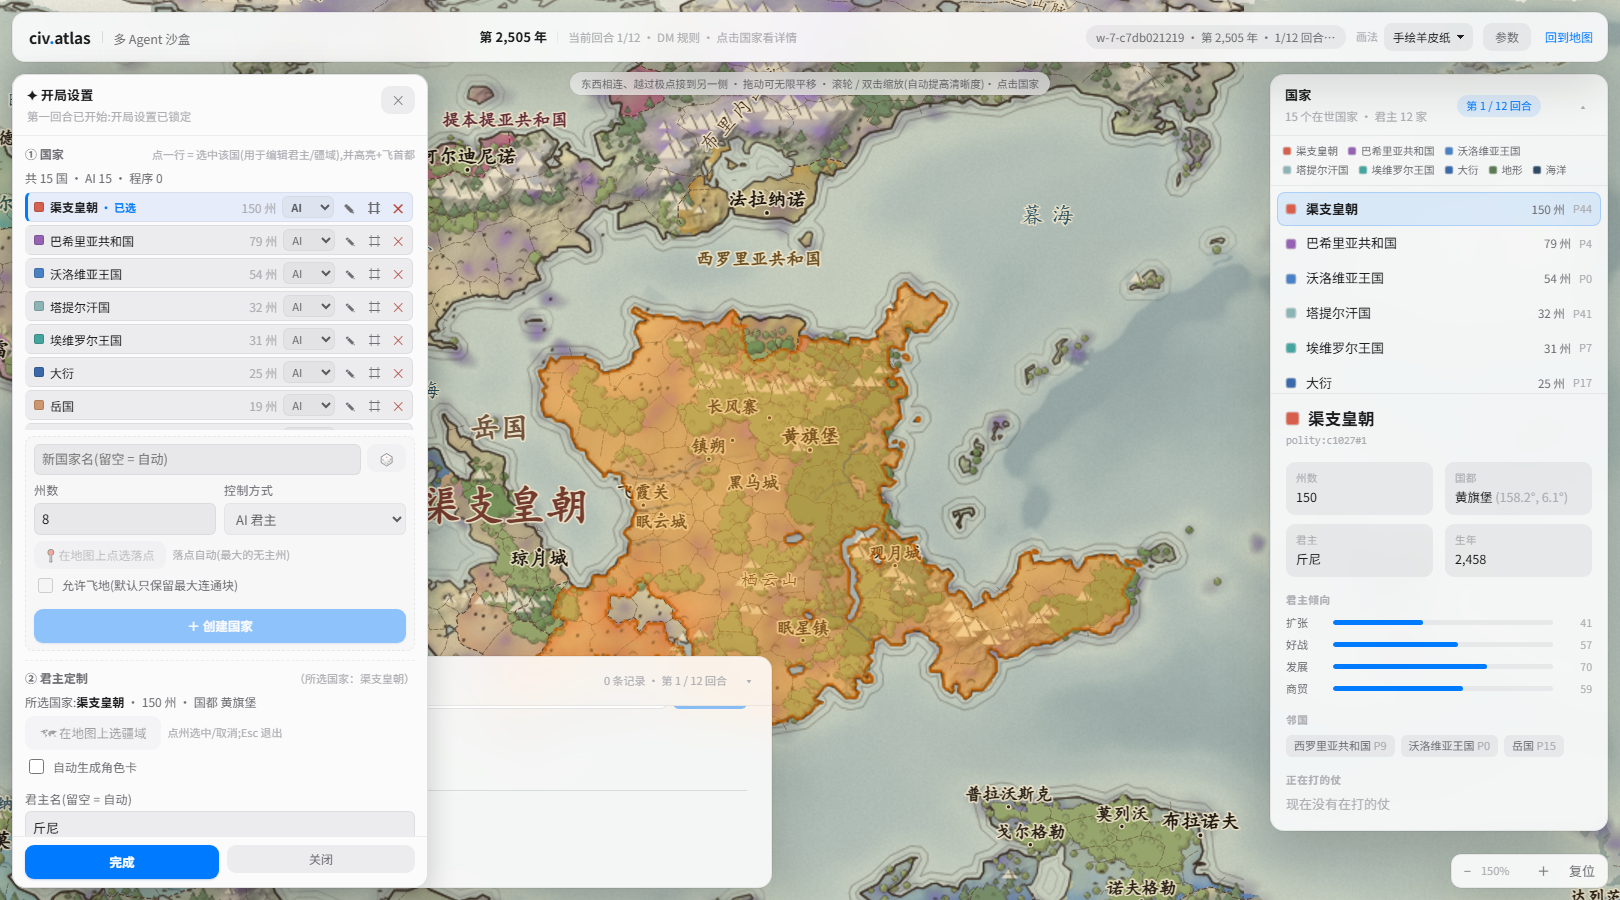 civ.atlas
多 Agent 沙盒
第 2,505 年
当前回合 1/12 • DM 规则 • 点击国家看详情
w-7-c7db021219 • 第 2,505 年 • 1/12 回合…
画法
手绘羊皮纸
参数
回到地图
东西相连、越过极点接到另一侧 • 拖动可无限平移 • 滚轮 / 双击缩放(自动提高清晰度) • 点击国家
✦ 开局设置
第一回合已开始:开局设置已锁定
① 国家
点一行 = 选中该国(用于编辑君主/疆域),并高亮+飞首都
共 15 国 • AI 15 • 程序 0
渠支皇朝 • 已选 150 州 AI
巴希里亚共和国 79 州 AI
沃洛维亚王国 54 州 AI
塔提尔汗国 32 州 AI
埃维罗尔王国 31 州 AI
大衍 25 州 AI
岳国 19 州 AI
新国家名(留空 = 自动)
州数
控制方式
8
AI 君主
在地图上点选落点
落点自动(最大的无主州)
允许飞地(默认只保留最大连通块)
＋ 创建国家
② 君主定制
(所选国家：渠支皇朝)
所选国家:渠支皇朝 • 150 州 • 国都 黄旗堡
在地图上选疆域
点州选中/取消;Esc 退出
自动生成角色卡
君主名(留空 = 自动)
斤尼
完成
关闭
0 条记录 • 第 1 / 12 回合
提本提亚共和国
可尔迪尼诺
布里内
法拉纳诺
西罗里亚共和国
暮海
海
岳国
长风寨
镇朔
黄旗堡
黑乌城
飞霞关
眠云城
渠支皇朝
琼月城
观月城
栖云山
眠星镇
普拉沃斯克
戈尔格勒
莫列沃
布拉诺夫
诺夫格勒
国家
15 个在世国家 • 君主 12 家
第 1 / 12 回合
渠支皇朝
巴希里亚共和国
沃洛维亚王国
塔提尔汗国
埃维罗尔王国
大衍
地形
海洋
渠支皇朝 150 州 P44
巴希里亚共和国 79 州 P4
沃洛维亚王国 54 州 P0
塔提尔汗国 32 州 P41
埃维罗尔王国 31 州 P7
大衍 25 州 P17
渠支皇朝
polity:c1027#1
州数
150
国都
黄旗堡 (158.2°, 6.1°)
君主
斤尼
生年
2,458
君主倾向
扩张 41
好战 57
发展 70
商贸 59
邻国
西罗里亚共和国 P9
沃洛维亚王国 P0
岳国 P15
正在打的仗
现在没有在打的仗
− 150% ＋ 复位